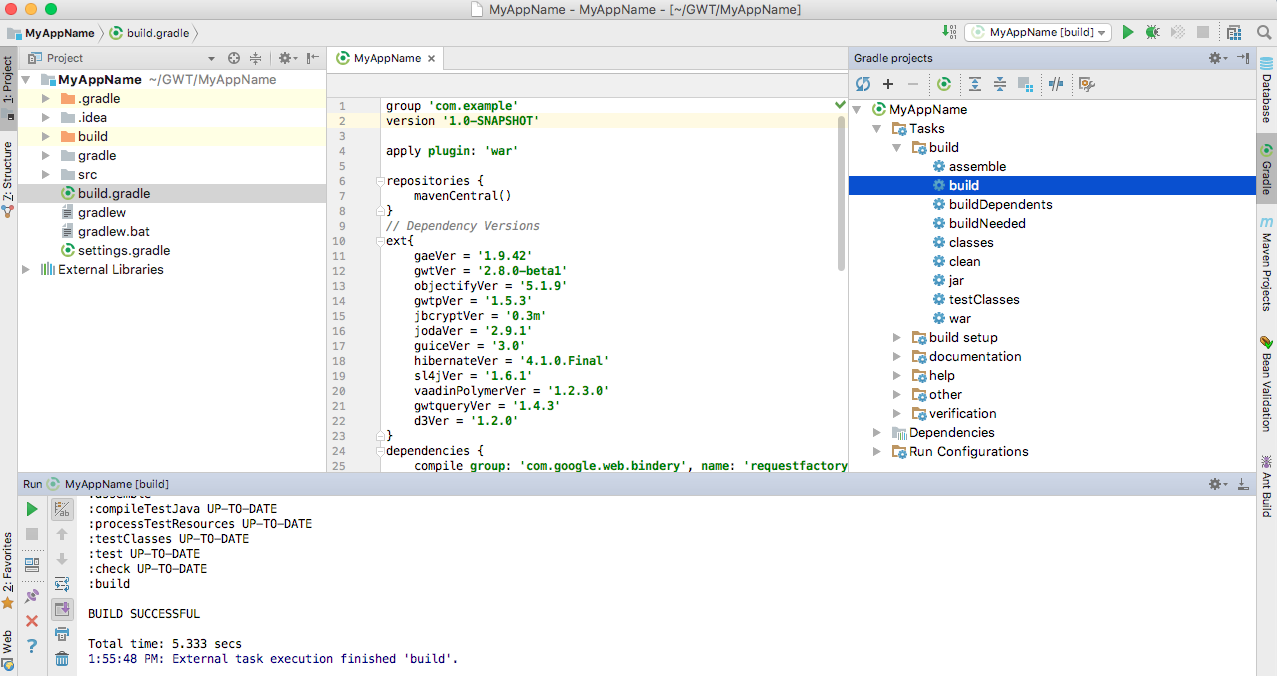 MyAppName - MyAppName - [~/GWT/MyAppName]
MyAppName
build.gradle
MyAppName [build]
1: Project
Z: Structure
2: Favorites
Web
Project
MyAppName ~/GWT/MyAppName
.gradle
.idea
build
gradle
src
build.gradle
gradlew
gradlew.bat
settings.gradle
External Libraries
MyAppName
1 group 'com.example'
2 version '1.0-SNAPSHOT'
3
4 apply plugin: 'war'
5
6 repositories {
7 mavenCentral()
8 }
9 // Dependency Versions
10 ext{
11 gaeVer = '1.9.42'
12 gwtVer = '2.8.0-beta1'
13 objectifyVer = '5.1.9'
14 gwtpVer = '1.5.3'
15 jbcryptVer = '0.3m'
16 jodaVer = '2.9.1'
17 guiceVer = '3.0'
18 hibernateVer = '4.1.0.Final'
19 sl4jVer = '1.6.1'
20 vaadinPolymerVer = '1.2.3.0'
21 gwtqueryVer = '1.4.3'
22 d3Ver = '1.2.0'
23 }
24 dependencies {
25 compile group: 'com.google.web.bindery', name: 'requestfactory
Gradle projects
MyAppName
Tasks
build
assemble
build
buildDependents
buildNeeded
classes
clean
jar
testClasses
war
build setup
documentation
help
other
verification
Dependencies
Run Configurations
Database
Gradle
Maven Projects
Bean Validation
Ant Build
Run MyAppName [build]
:assemble
:compileTestJava UP-TO-DATE
:processTestResources UP-TO-DATE
:testClasses UP-TO-DATE
:test UP-TO-DATE
:check UP-TO-DATE
:build
BUILD SUCCESSFUL
Total time: 5.333 secs
1:55:48 PM: External task execution finished 'build'.